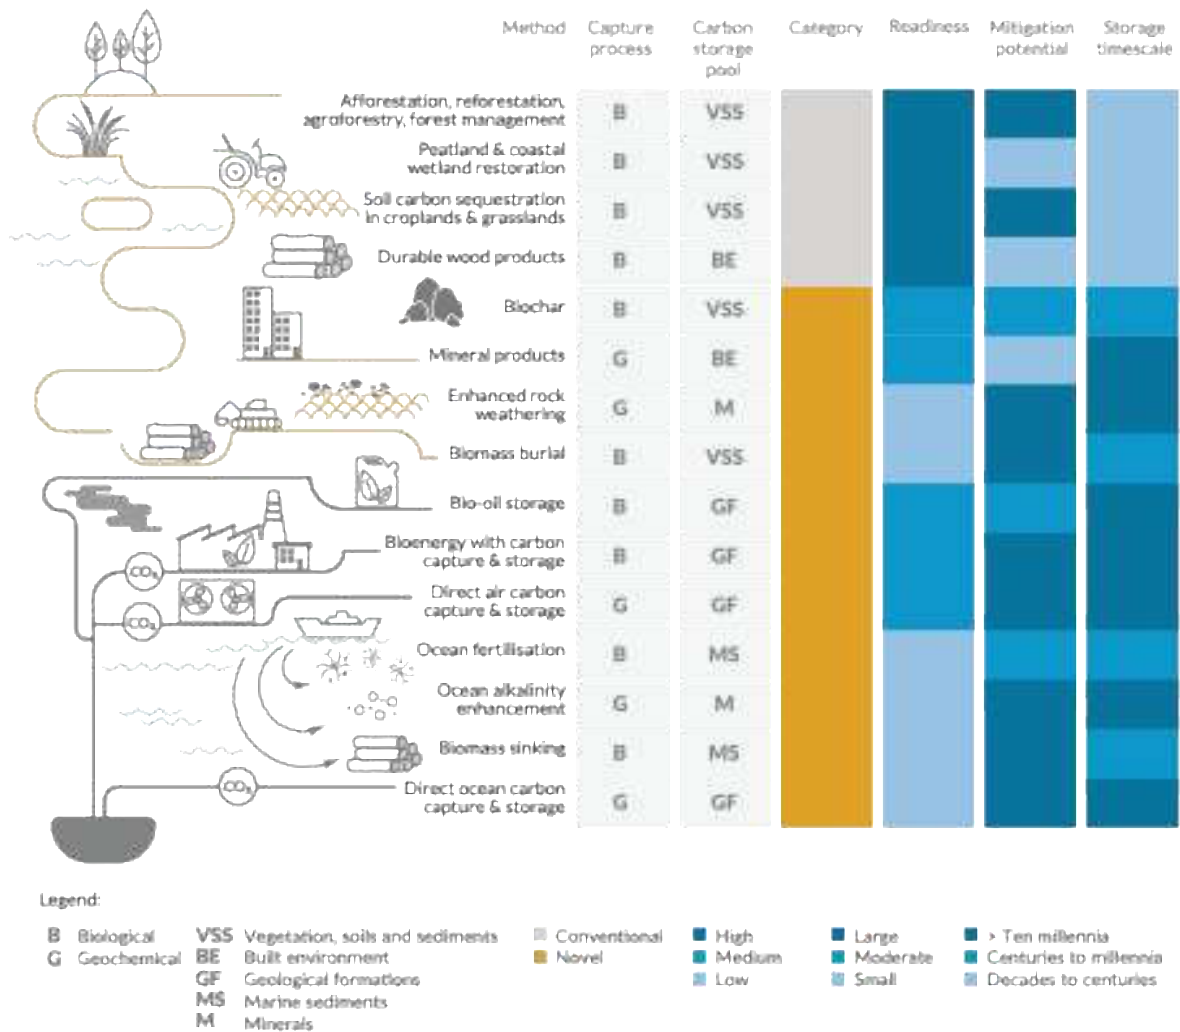 Method
Capture
process
Carbon
storage
pool
Category
Readiness
Mitigation
potential
Storage
timescale
Afforestation, reforestation,
agroforestry, forest management
B
VSS
Peatland & coastal
wetland restoration
B
VSS
Soil carbon sequestration
in croplands & grasslands
B
VSS
Durable wood products
B
BE
Biochar
B
VSS
Mineral products
G
BE
Enhanced rock
weathering
G
M
Biomass burial
B
VSS
Bio-oil storage
B
GF
Bioenergy with carbon
capture & storage
B
GF
CO₂
Direct air carbon
capture & storage
G
GF
CO₂
Ocean fertilisation
B
MS
Ocean alkalinity
enhancement
G
M
Biomass sinking
B
MS
Direct ocean carbon
capture & storage
G
GF
CO₂
Legend:
B Biological
G Geochemical
VSS Vegetation, soils and sediments
BE Built environment
GF Geological formations
MS Marine sediments
M Minerals
Conventional
Novel
High
Medium
Low
Large
Moderate
Small
> Ten millennia
Centuries to millennia
Decades to centuries